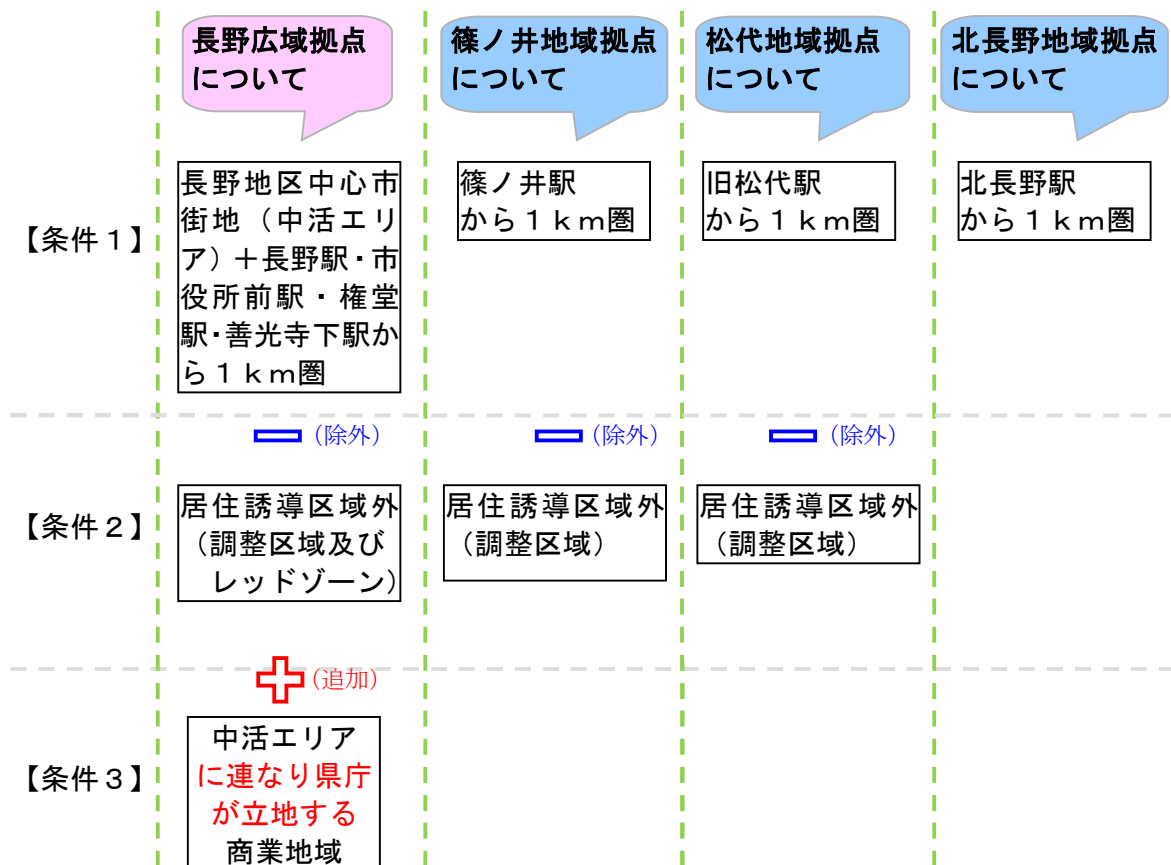 長野広域拠点
について
篠ノ井地域拠点
について
松代地域拠点
について
北長野地域拠点
について
【条件１】
長野地区中心市
街地（中活エリ
ア）＋長野駅・市
役所前駅・権堂
駅・善光寺下駅か
ら１ｋｍ圏
篠ノ井駅
から１ｋｍ圏
旧松代駅
から１ｋｍ圏
北長野駅
から１ｋｍ圏
（除外）
（除外）
（除外）
【条件２】
居住誘導区域外
（調整区域及び
レッドゾーン）
居住誘導区域外
（調整区域）
居住誘導区域外
（調整区域）
（追加）
【条件３】
中活エリア
に連なり県庁
が立地する
商業地域